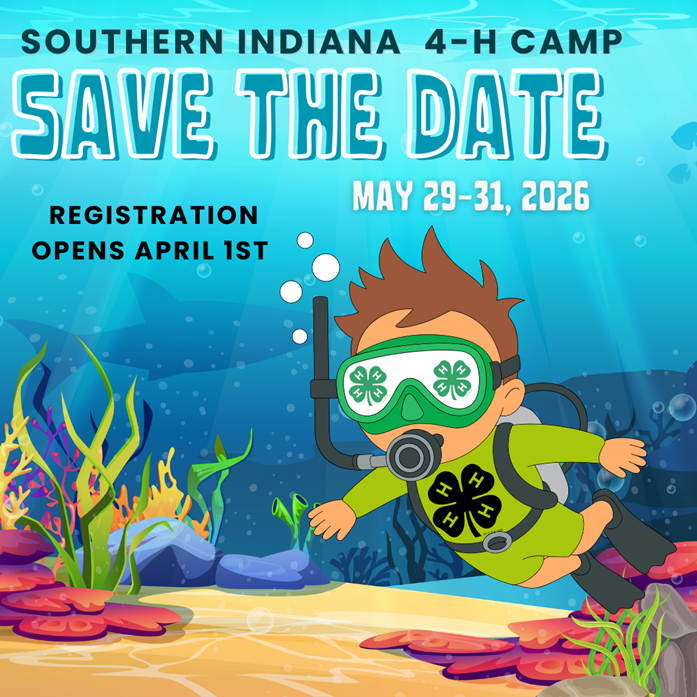 SOUTHERN INDIANA 4-H CAMP
SAVE THE DATE
MAY 29-31, 2026
REGISTRATION
OPENS APRIL 1ST
H H
H H
H H
H H
H H
H H